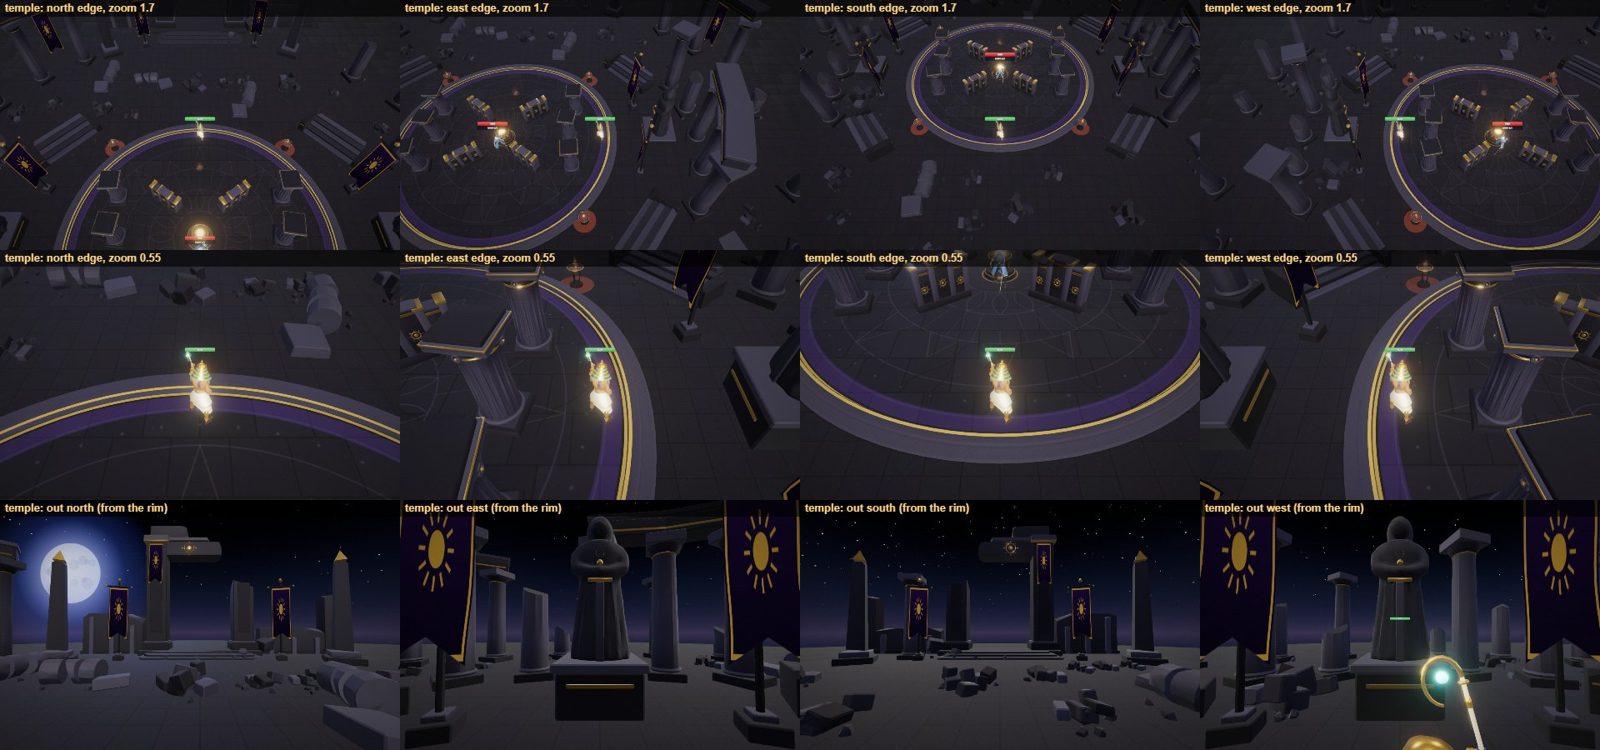 temple: north edge, zoom 1.7
temple: east edge, zoom 1.7
temple: south edge, zoom 1.7
temple: west edge, zoom 1.7
temple: north edge, zoom 0.55
temple: east edge, zoom 0.55
temple: south edge, zoom 0.55
temple: west edge, zoom 0.55
temple: out north (from the rim)
temple: out east (from the rim)
temple: out south (from the rim)
temple: out west (from the rim)